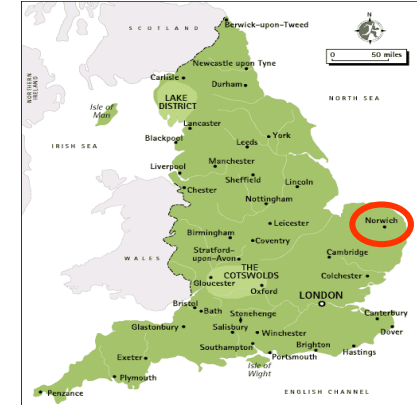 SCOTLAND
Berwick-upon-Tweed
N
0 50 miles
Newcastle upon Tyne
Carlisle
Durham
NORTHERN
IRELAND
LAKE
DISTRICT
NORTH SEA
Isle of
Man
Lancaster
York
IRISH SEA
Blackpool
Leeds
Manchester
Liverpool
Sheffield
Lincoln
Chester
Nottingham
Norwich
Leicester
Birmingham
Coventry
Stratford-
upon-Avon
Cambridge
WALES
THE
COTSWOLDS
Colchester
Gloucester
Oxford
LONDON
Bristol
Bath
Stonehenge
Canterbury
Glastonbury
Salisbury
Winchester
Dover
Southampton
Brighton
Hastings
Exeter
Portsmouth
Isle of
Wight
Plymouth
Penzance
ENGLISH CHANNEL